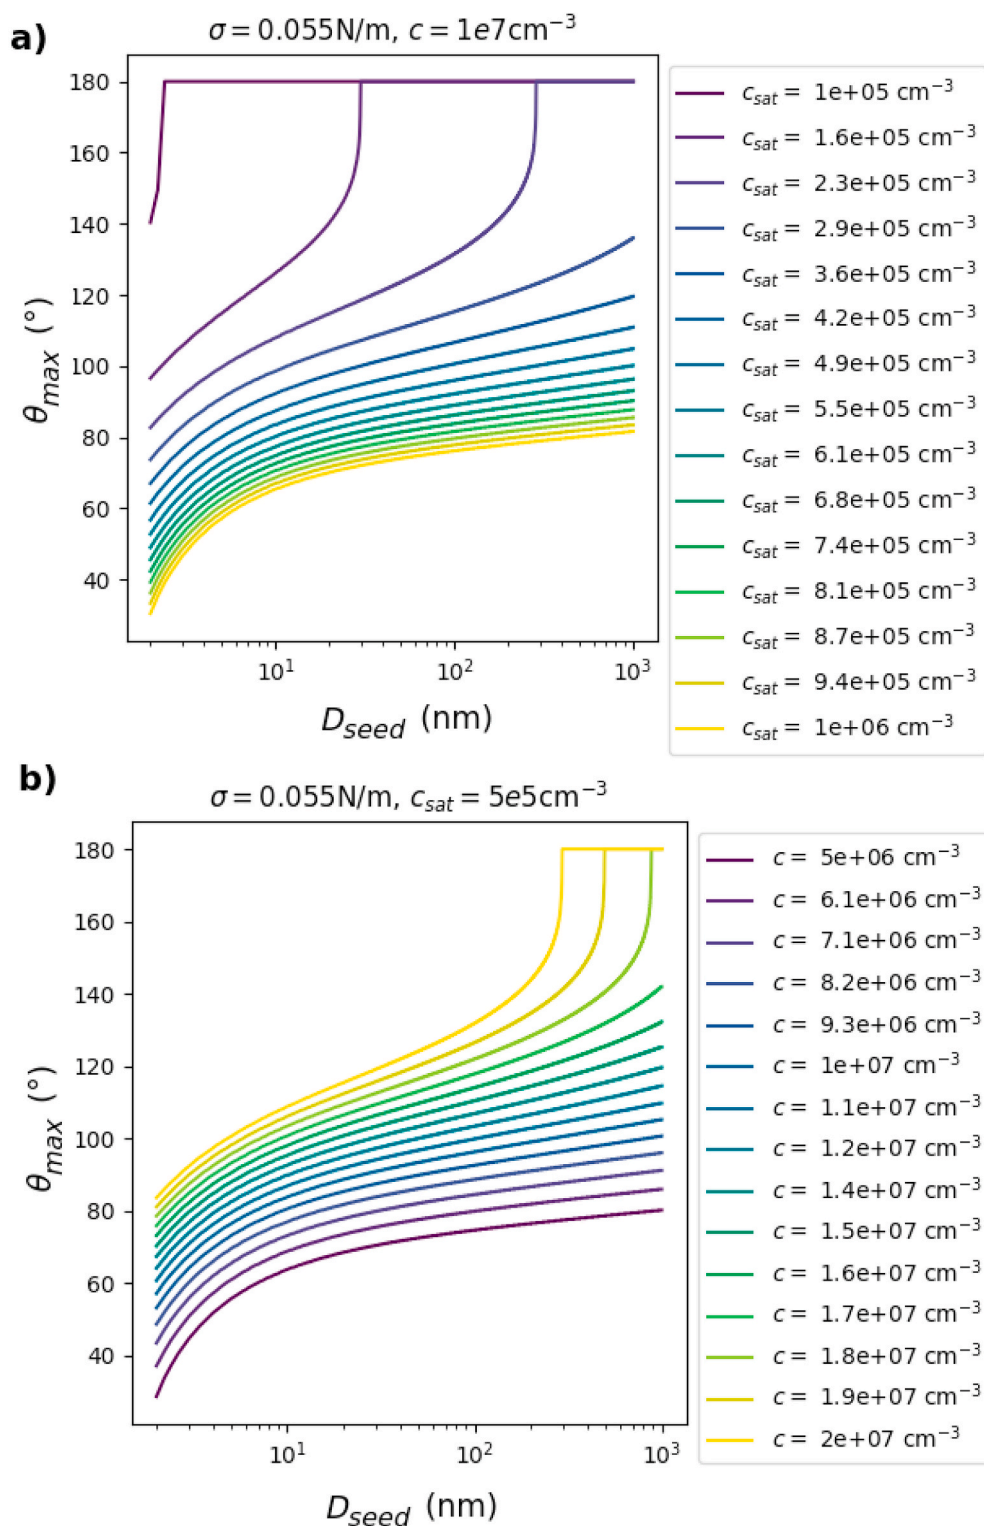 a)
σ = 0.055N/m, c = 1e7cm⁻³
180
160
140
120
100
80
60
40
θmax (°)
10¹ 10² 10³
Dseed (nm)
csat = 1e+05 cm⁻³
csat = 1.6e+05 cm⁻³
csat = 2.3e+05 cm⁻³
csat = 2.9e+05 cm⁻³
csat = 3.6e+05 cm⁻³
csat = 4.2e+05 cm⁻³
csat = 4.9e+05 cm⁻³
csat = 5.5e+05 cm⁻³
csat = 6.1e+05 cm⁻³
csat = 6.8e+05 cm⁻³
csat = 7.4e+05 cm⁻³
csat = 8.1e+05 cm⁻³
csat = 8.7e+05 cm⁻³
csat = 9.4e+05 cm⁻³
csat = 1e+06 cm⁻³
b)
σ = 0.055N/m, csat = 5e5cm⁻³
180
160
140
120
100
80
60
40
θmax (°)
10¹ 10² 10³
Dseed (nm)
c = 5e+06 cm⁻³
c = 6.1e+06 cm⁻³
c = 7.1e+06 cm⁻³
c = 8.2e+06 cm⁻³
c = 9.3e+06 cm⁻³
c = 1e+07 cm⁻³
c = 1.1e+07 cm⁻³
c = 1.2e+07 cm⁻³
c = 1.4e+07 cm⁻³
c = 1.5e+07 cm⁻³
c = 1.6e+07 cm⁻³
c = 1.7e+07 cm⁻³
c = 1.8e+07 cm⁻³
c = 1.9e+07 cm⁻³
c = 2e+07 cm⁻³